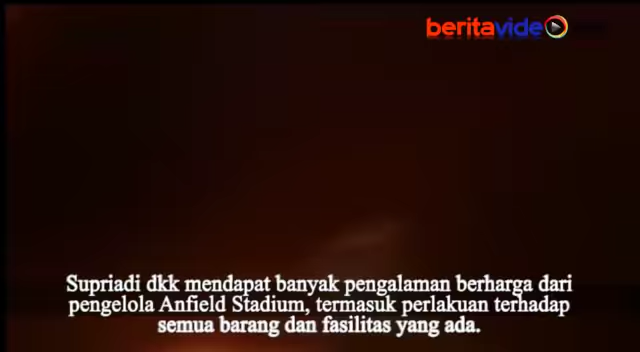 beritavideo
Supriadi dkk mendapat banyak pengalaman berharga dari
pengelola Anfield Stadium, termasuk perlakuan terhadap
semua barang dan fasilitas yang ada.